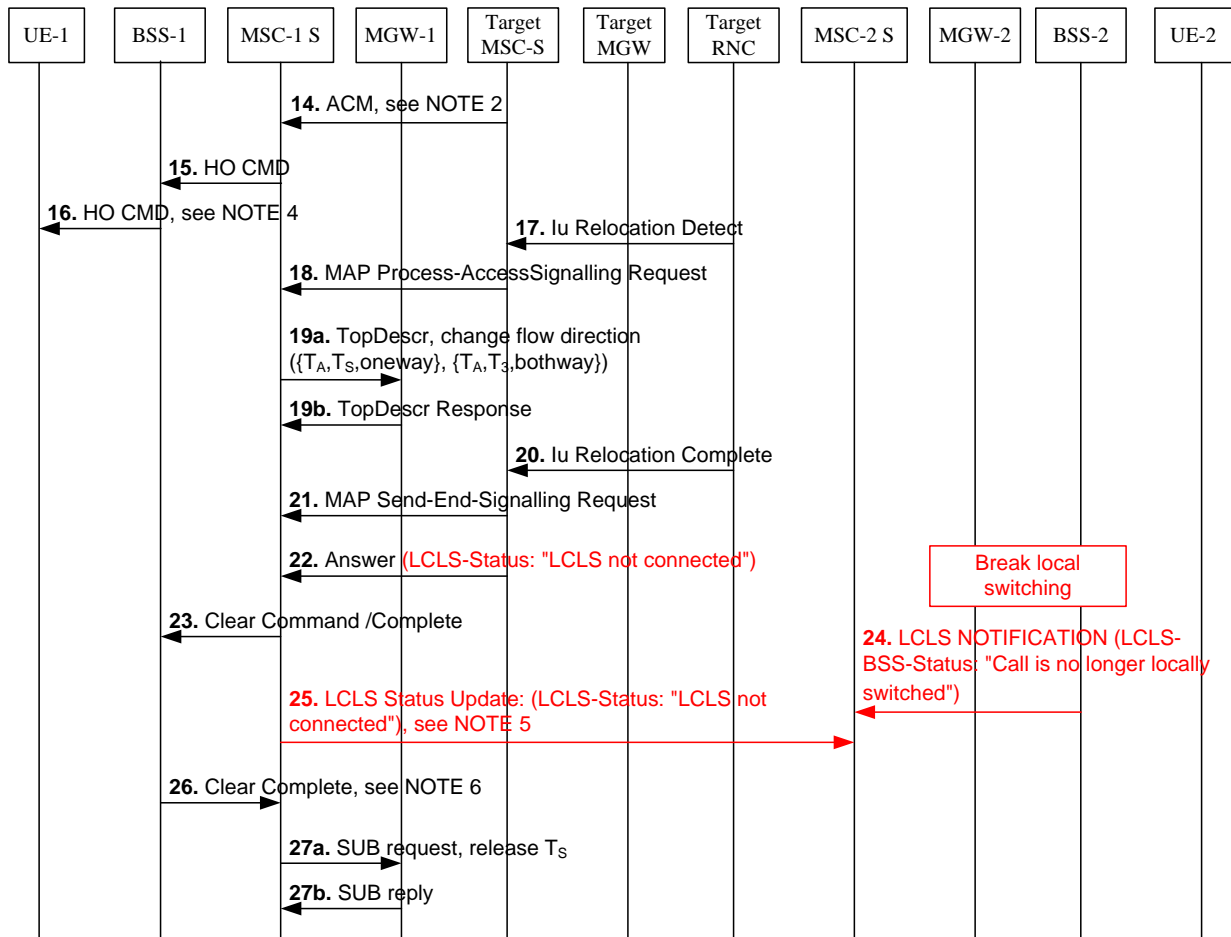 UE-1
BSS-1
MSC-1 S
MGW-1
Target
MSC-S
Target
MGW
Target
RNC
MSC-2 S
MGW-2
BSS-2
UE-2
14. ACM, see NOTE 2
15. HO CMD
16. HO CMD, see NOTE 4
17. Iu Relocation Detect
18. MAP Process-AccessSignalling Request
19a. TopDescr, change flow direction
({TA,TS,oneway}, {TA,T3,bothway})
19b. TopDescr Response
20. Iu Relocation Complete
21. MAP Send-End-Signalling Request
22. Answer (LCLS-Status: "LCLS not connected")
Break local
switching
23. Clear Command /Complete
24. LCLS NOTIFICATION (LCLS-
BSS-Status: "Call is no longer locally
switched")
25. LCLS Status Update: (LCLS-Status: "LCLS not
connected"), see NOTE 5
26. Clear Complete, see NOTE 6
27a. SUB request, release TS
27b. SUB reply